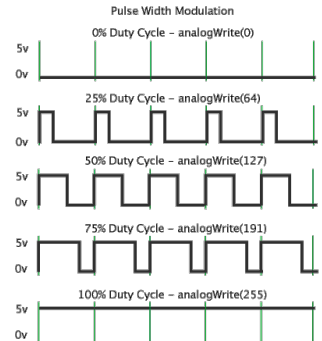 Pulse Width Modulation
0% Duty Cycle – analogWrite(0)
5v
0v
25% Duty Cycle – analogWrite(64)
5v
0v
50% Duty Cycle – analogWrite(127)
5v
0v
75% Duty Cycle – analogWrite(191)
5v
0v
100% Duty Cycle – analogWrite(255)
5v
0v